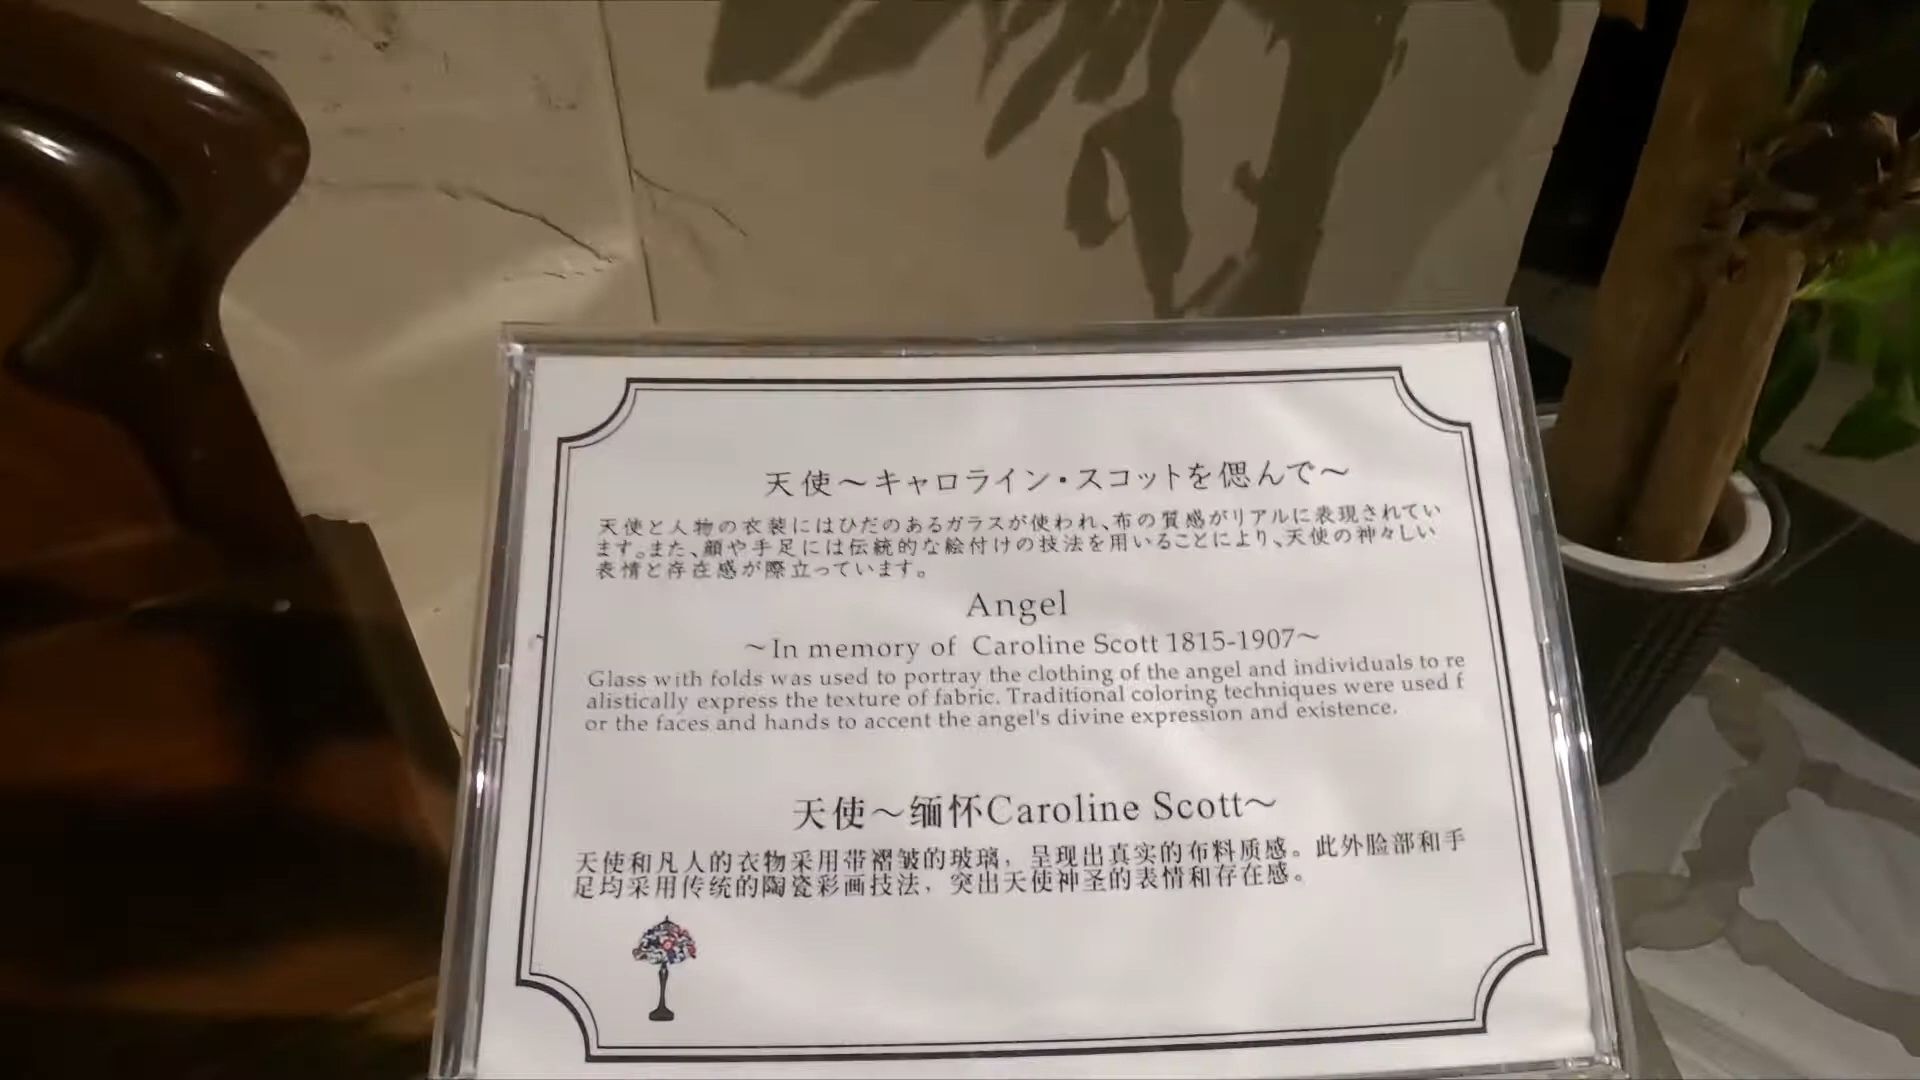 天使～キャロライン・スコットを偲んで～
天使と人物の衣装にはひだのあるガラスが使われ、布の質感がリアルに表現されてい
ます。また、顔や手足には伝統的な絵付けの技法を用いることにより、天使の神々しい
表情と存在感が際立っています。
Angel
～In memory of Caroline Scott 1815-1907～
Glass with folds was used to portray the clothing of the angel and individuals to re
alistically express the texture of fabric. Traditional coloring techniques were used f
or the faces and hands to accent the angel's divine expression and existence.
天使～缅怀Caroline Scott～
天使和凡人的衣物采用带褶皱的玻璃，呈现出真实的布料质感。此外脸部和手
足均采用传统的陶瓷彩画技法，突出天使神圣的表情和存在感。